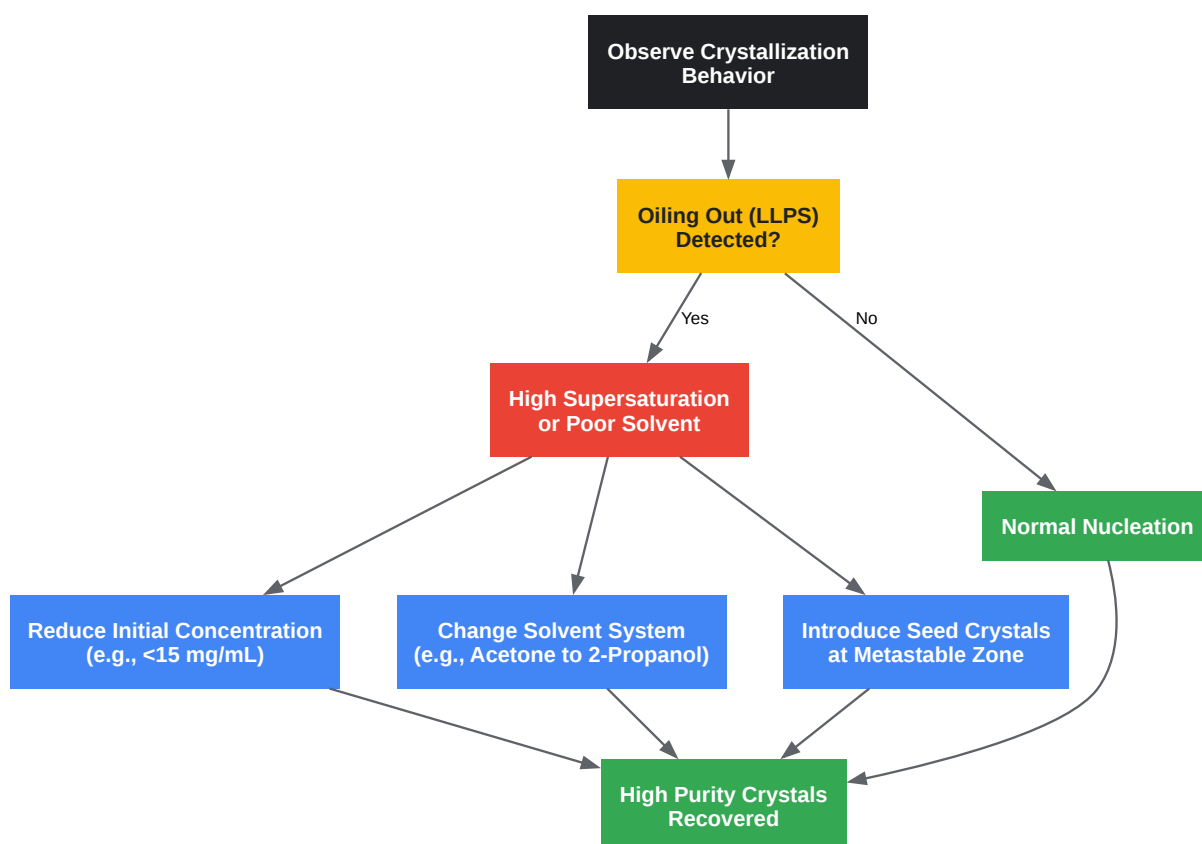 Observe Crystallization
Behavior
Oiling Out (LLPS)
Detected?
Yes
No
High Supersaturation
or Poor Solvent
Normal Nucleation
Reduce Initial Concentration
(e.g., <15 mg/mL)
Change Solvent System
(e.g., Acetone to 2-Propanol)
Introduce Seed Crystals
at Metastable Zone
High Purity Crystals
Recovered